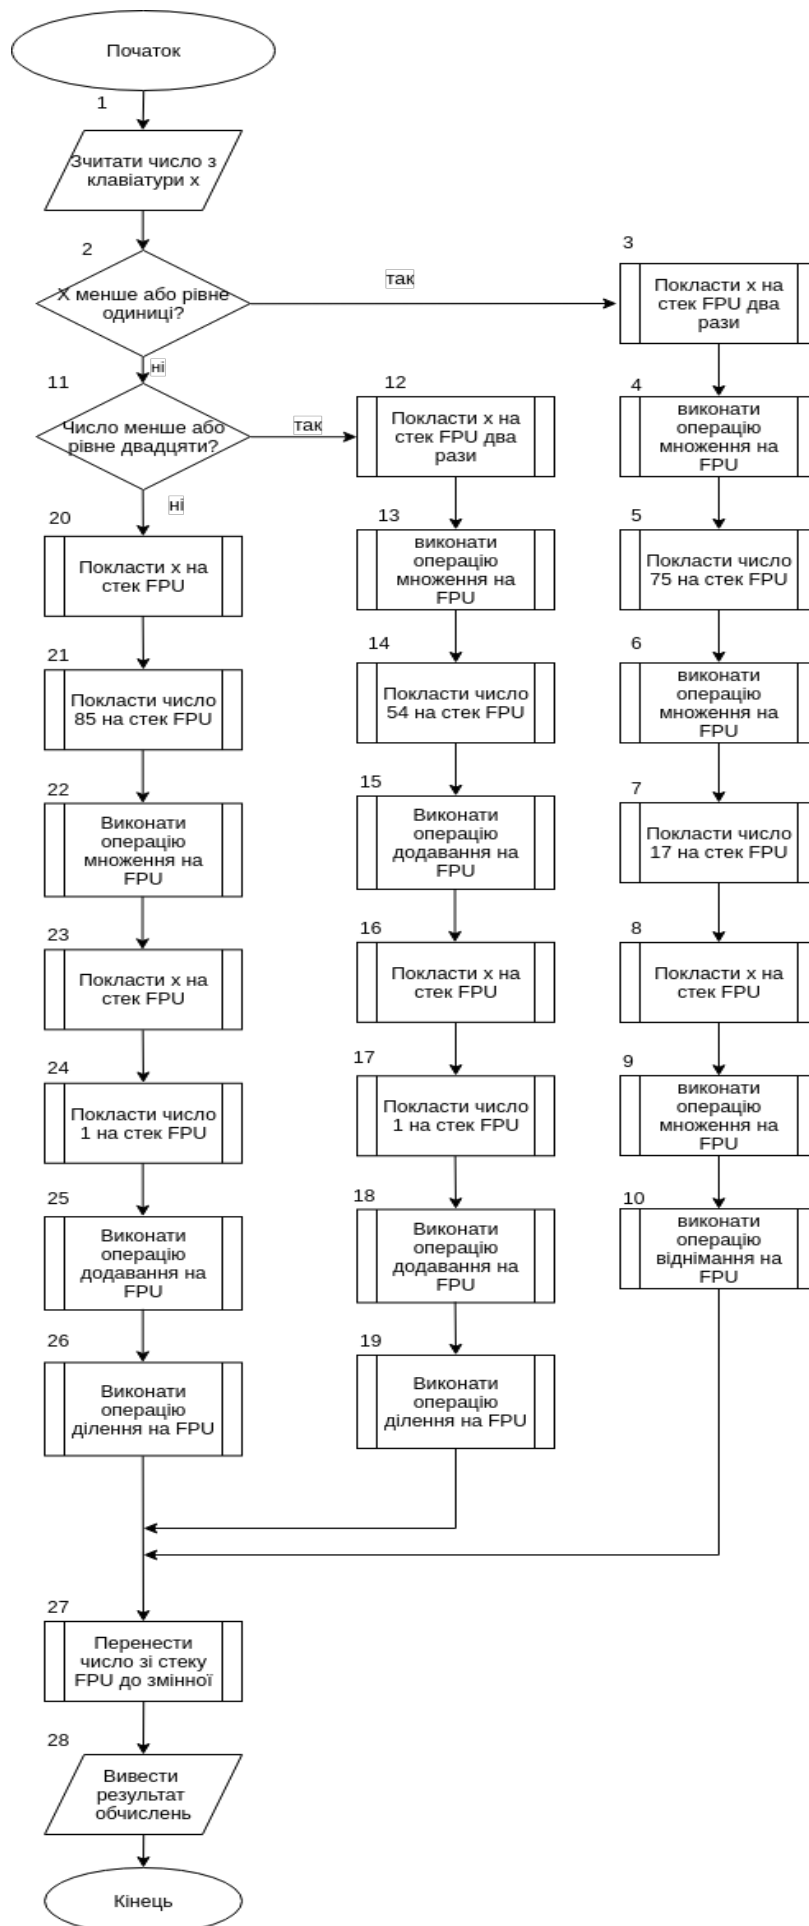 Початок
1
Зчитати число з
клавіатури x
2
X менше або рівне
одиниці?
так
ні
3
Покласти x на
стек FPU два
рази
4
виконати
операцію
множення на
FPU
5
Покласти число
75 на стек FPU
6
виконати
операцію
множення на
FPU
7
Покласти число
17 на стек FPU
8
Покласти x на
стек FPU
9
виконати
операцію
множення на
FPU
10
виконати
операцію
віднімання на
FPU
11
Число менше або
рівне двадцяти?
так
ні
12
Покласти x на
стек FPU два
рази
13
виконати
операцію
множення на
FPU
14
Покласти число
54 на стек FPU
15
Виконати
операцію
додавання на
FPU
16
Покласти x на
стек FPU
17
Покласти число
1 на стек FPU
18
Виконати
операцію
додавання на
FPU
19
Виконати
операцію
ділення на FPU
20
Покласти x на
стек FPU
21
Покласти число
85 на стек FPU
22
Виконати
операцію
множення на
FPU
23
Покласти x на
стек FPU
24
Покласти число
1 на стек FPU
25
Виконати
операцію
додавання на
FPU
26
Виконати
операцію
ділення на FPU
27
Перенести
число зі стеку
FPU до змінної
28
Вивести
результат
обчислень
Кінець